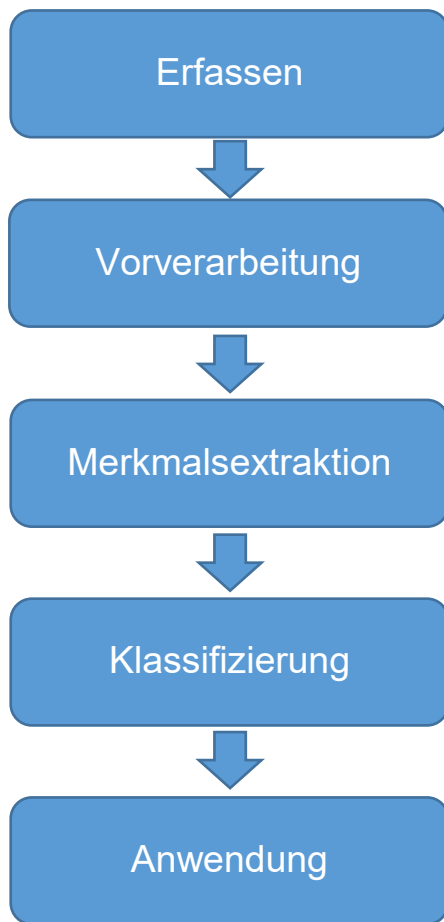 Erfassen
Vorverarbeitung
Merkmalsextraktion
Klassifizierung
Anwendung